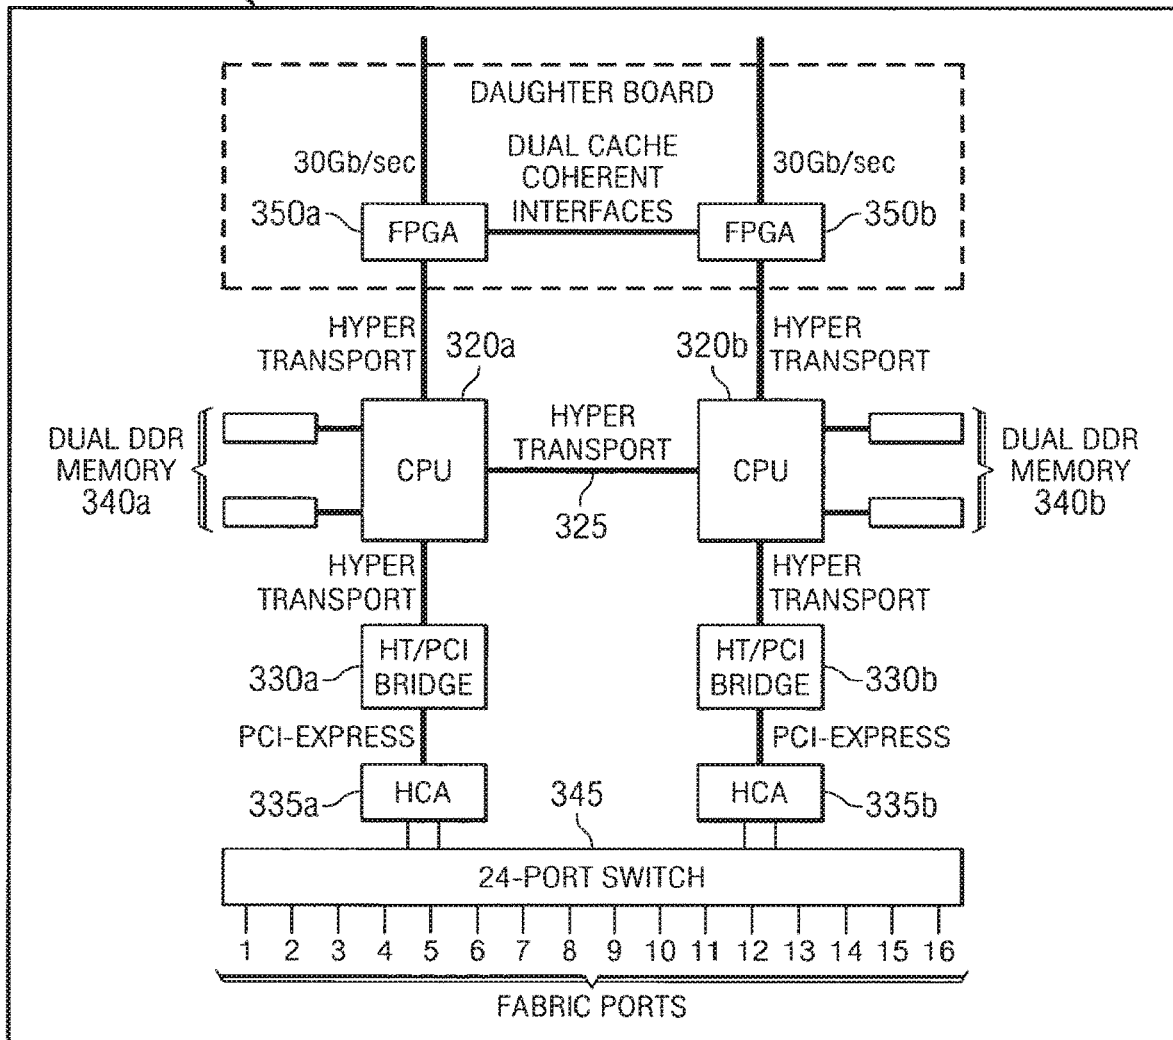 DAUGHTER BOARD
30Gb/sec
DUAL CACHE
COHERENT
INTERFACES
30Gb/sec
350a
FPGA
FPGA
350b
HYPER
TRANSPORT
320a
320b
HYPER
TRANSPORT
DUAL DDR
MEMORY
340a
CPU
HYPER
TRANSPORT
325
CPU
DUAL DDR
MEMORY
340b
HYPER
TRANSPORT
HYPER
TRANSPORT
330a
HT/PCI
BRIDGE
HT/PCI
BRIDGE
330b
PCI-EXPRESS
PCI-EXPRESS
335a
HCA
345
HCA
335b
24-PORT SWITCH
1 2 3 4 5 6 7 8 9 10 11 12 13 14 15 16
FABRIC PORTS